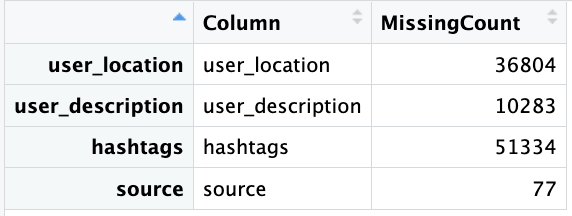 Column MissingCount
user_location user_location 36804
user_description user_description 10283
hashtags hashtags 51334
source source 77